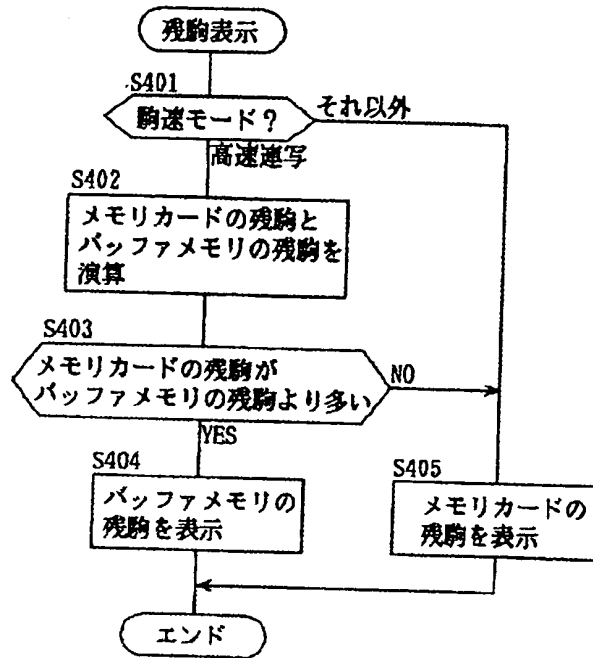 残駒表示
S401
駒速モード?
それ以外
高速連写
S402
メモリカードの残駒と
バッファメモリの残駒を
演算
S403
メモリカードの残駒が
バッファメモリの残駒より多い
NO
YES
S404
バッファメモリの
残駒を表示
S405
メモリカードの
残駒を表示
エンド